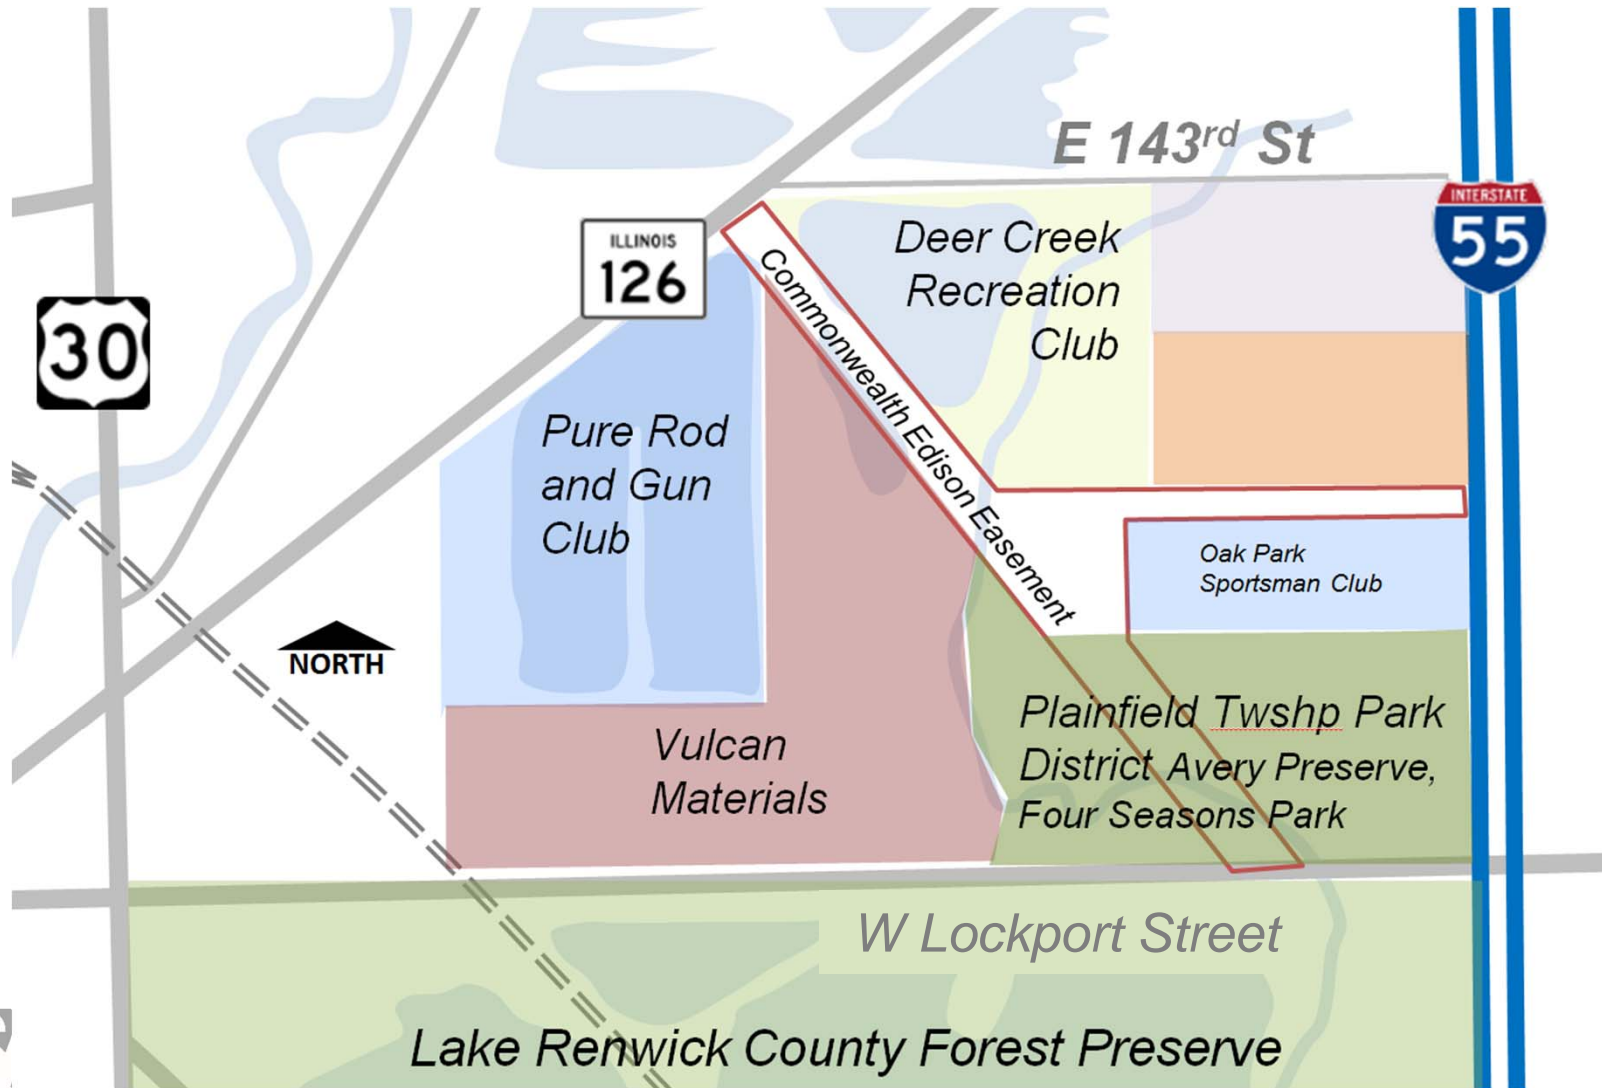 E 143rd St
INTERSTATE
55
ILLINOIS
126
30
Deer Creek
Recreation
Club
Commonwealth Edison Easement
Pure Rod
and Gun
Club
Oak Park
Sportsman Club
NORTH
Plainfield Twshp Park
District Avery Preserve,
Four Seasons Park
Vulcan
Materials
W Lockport Street
Lake Renwick County Forest Preserve